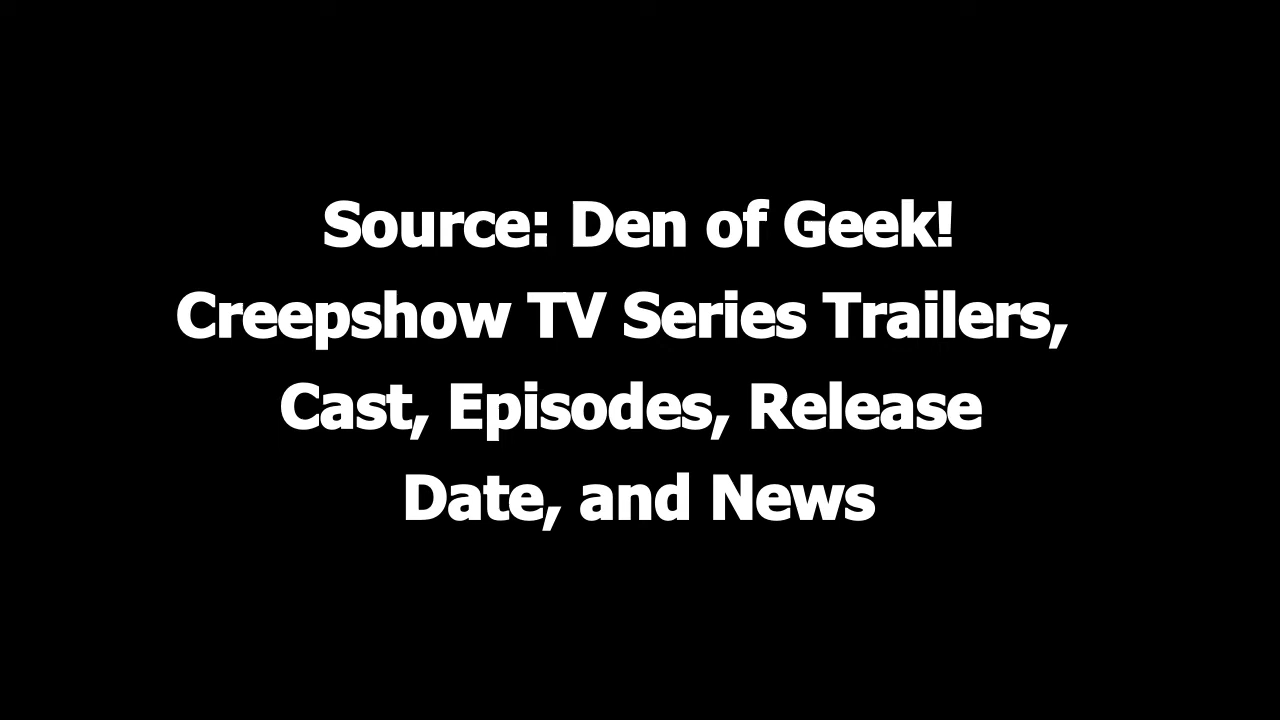 Source: Den of Geek!
Creepshow TV Series Trailers,
Cast, Episodes, Release
Date, and News